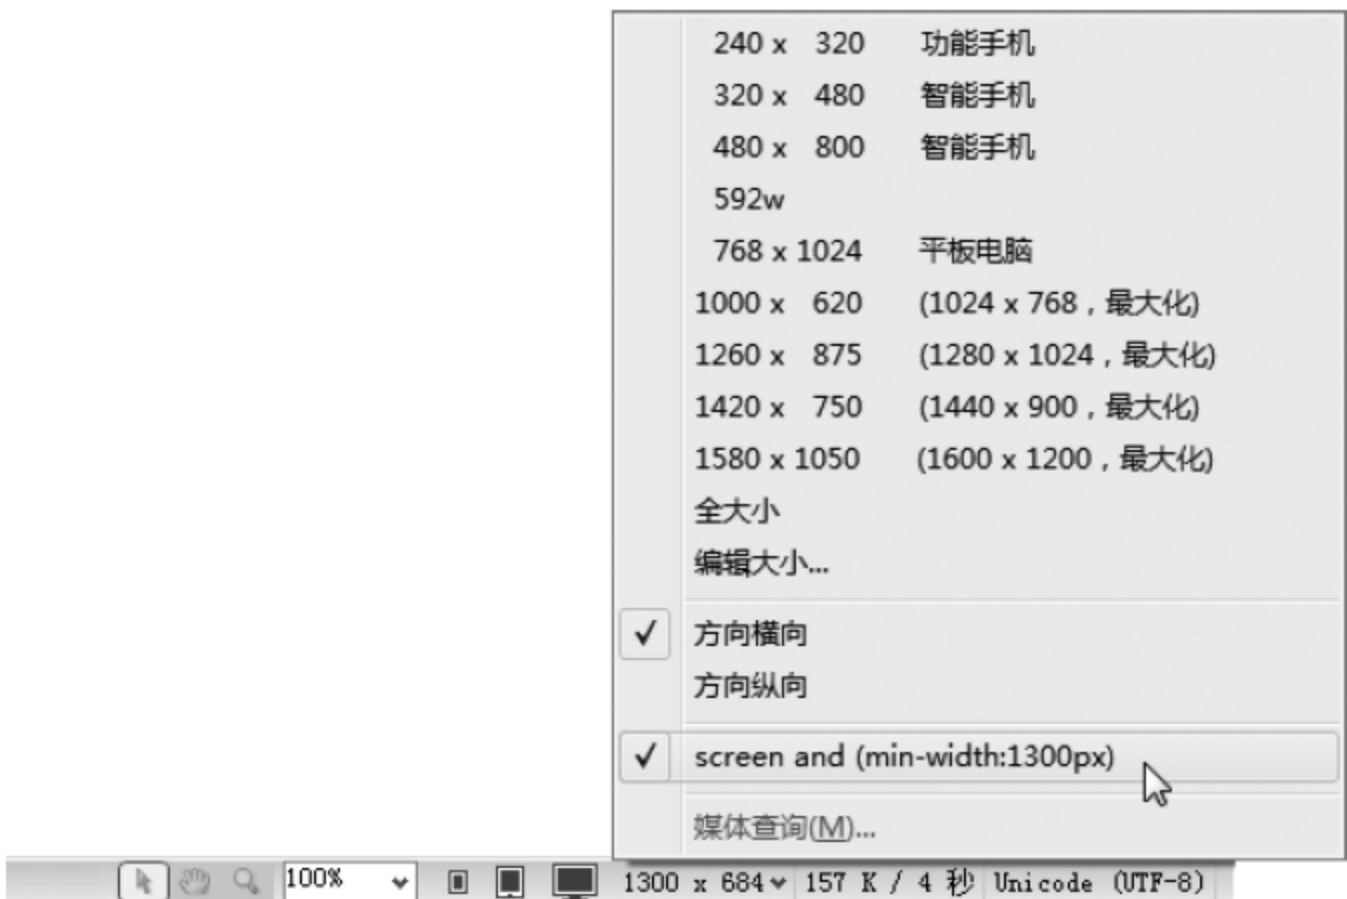 240 x 320 功能手机
320 x 480 智能手机
480 x 800 智能手机
592w
768 x 1024 平板电脑
1000 x 620 (1024 x 768，最大化)
1260 x 875 (1280 x 1024，最大化)
1420 x 750 (1440 x 900，最大化)
1580 x 1050 (1600 x 1200，最大化)
全大小
编辑大小...
方向横向
方向纵向
screen and (min-width:1300px)
媒体查询(M)...
100% 1300 x 684 157 K / 4 秒 Unicode (UTF-8)